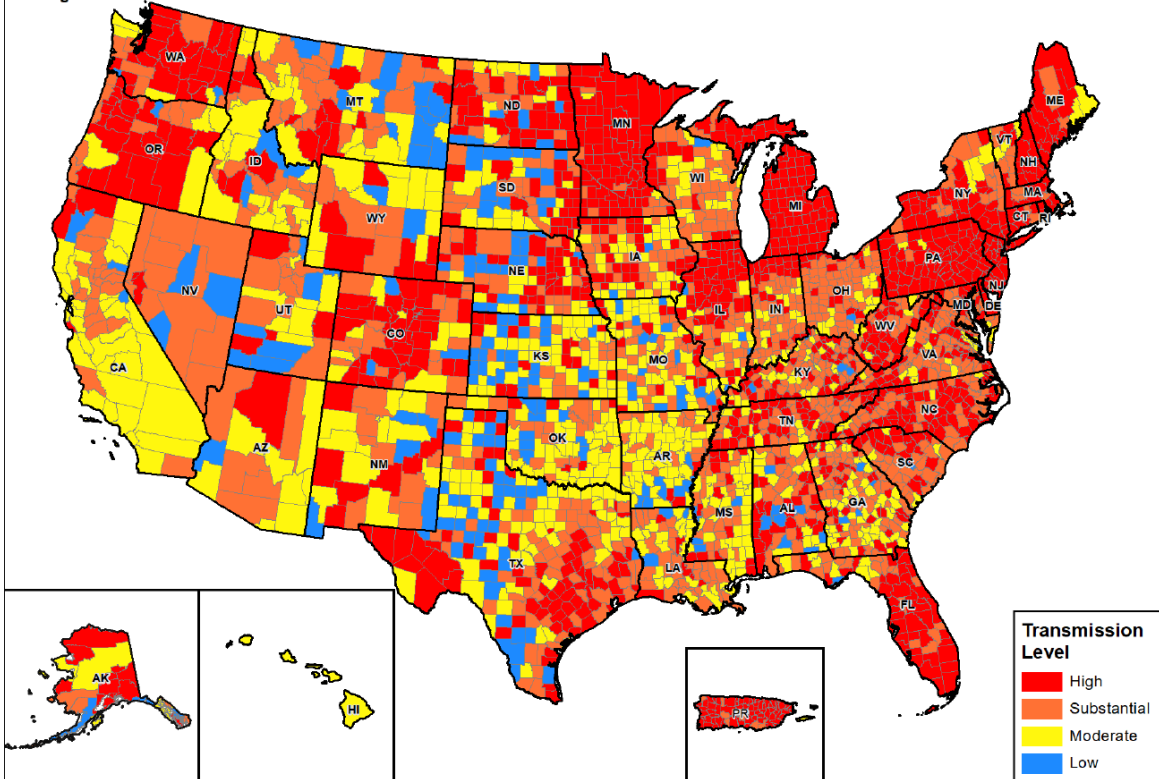 WA
MT
ND
MN
ME
OR
ID
SD
WI
VT
NH
WY
NY
MA
MI
CT
RI
IA
NE
PA
NV
UT
OH
NJ
IL
IN
MD
DE
CO
WV
CA
KS
MO
VA
KY
NC
TN
OK
AZ
NM
AR
SC
MS
AL
GA
TX
LA
FL
AK
HI
PR
Transmission
Level
High
Substantial
Moderate
Low